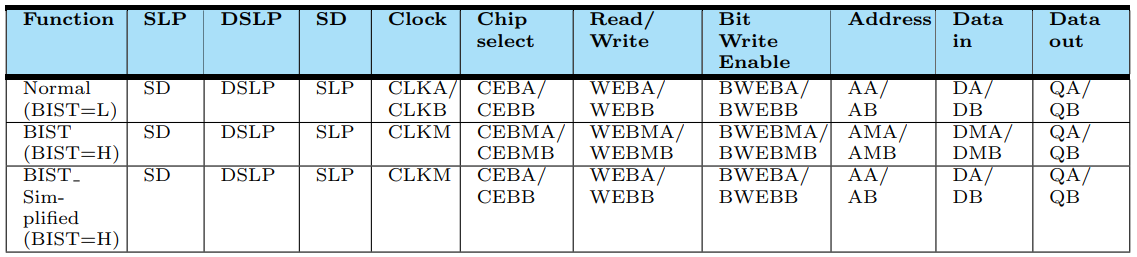 Function SLP DSLP SD Clock Chip Read/ Bit Address Data Data
select Write Write in out
Enable
Normal SD DSLP SLP CLKA/ CEBA/ WEBA/ BWEBA/ AA/ DA/ QA/
(BIST=L) CLKB CEBB WEBB BWEBB AB DB QB
BIST SD DSLP SLP CLKM CEBMA/ WEBMA/ BWEBMA/ AMA/ DMA/ QA/
(BIST=H) CEBMB WEBMB BWEBMB AMB DMB QB
BIST_ SD DSLP SLP CLKM CEBA/ WEBA/ BWEBA/ AA/ DA/ QA/
Sim- CEBB WEBB BWEBB AB DB QB
plified
(BIST=H)